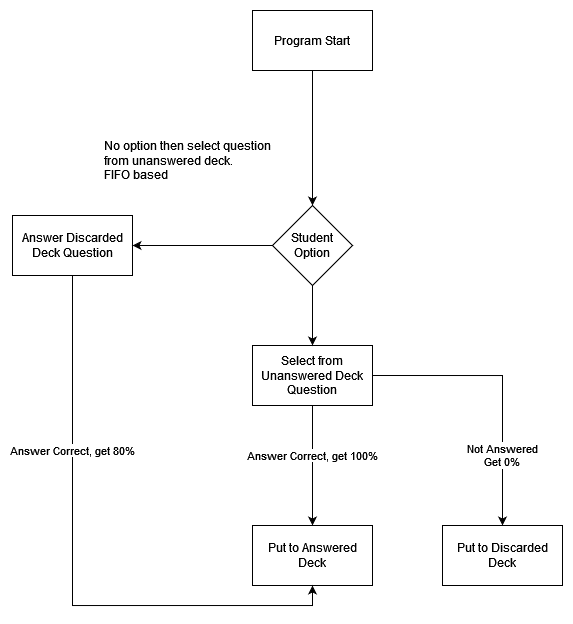 Program Start
No option then select question
from unanswered deck.
FIFO based
Student
Option
Answer Discarded
Deck Question
Select from
Unanswered Deck
Question
Answer Correct, get 80%
Answer Correct, get 100%
Not Answered
Get 0%
Put to Answered
Deck
Put to Discarded
Deck